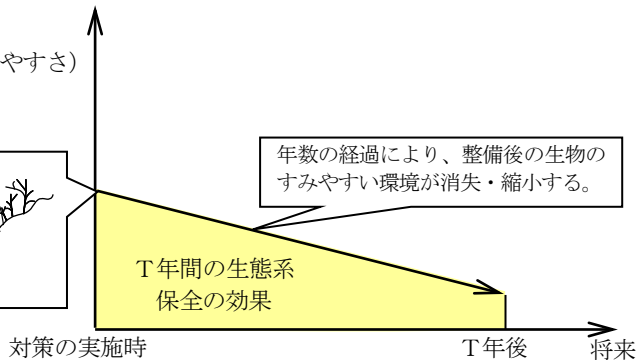 やすさ)
年数の経過により、整備後の生物の
すみやすい環境が消失・縮小する。
T年間の生態系
保全の効果
対策の実施時
T年後
将来